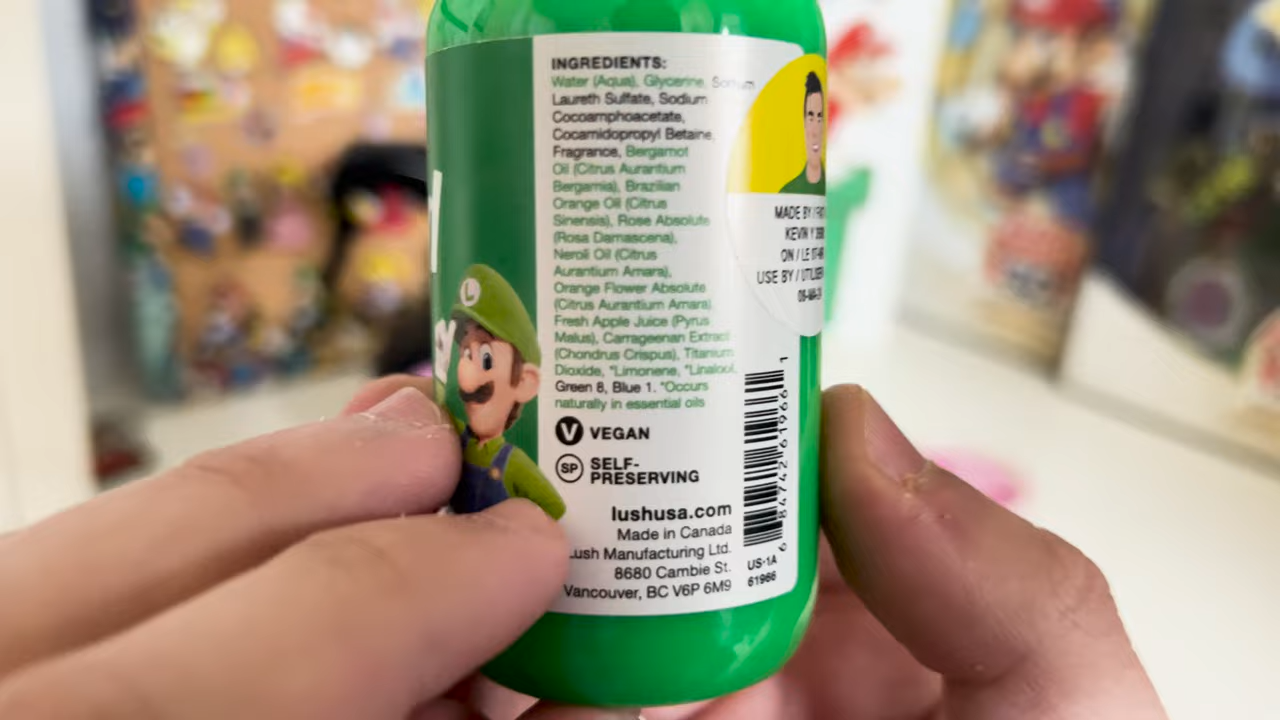 INGREDIENTS:
Water (Aqua), Glycerine, Sodium
Laureth Sulfate, Sodium
Cocoamphoacetate,
Cocamidopropyl Betaine,
Fragrance, Bergamot
Oil (Citrus Aurantium
Bergamia), Brazilian
Orange Oil (Citrus
Sinensis), Rose Absolute
(Rosa Damascena),
Neroli Oil (Citrus
Aurantium Amara),
Orange Flower Absolute
(Citrus Aurantium Amara)
Fresh Apple Juice (Pyrus
Malus), Carrageenan Extract
(Chondrus Crispus), Titanium
Dioxide, *Limonene, *Linalool,
Green 8, Blue 1. *Occurs
naturally in essential oils
V VEGAN
SP SELF-
PRESERVING
lushusa.com
Made in Canada
Lush Manufacturing Ltd.
8680 Cambie St.
Vancouver, BC V6P 6M9
MADE BY /
KEVIN Y
ON / LE
USE BY /
6 84742 61966 1
US-1A
61966
L